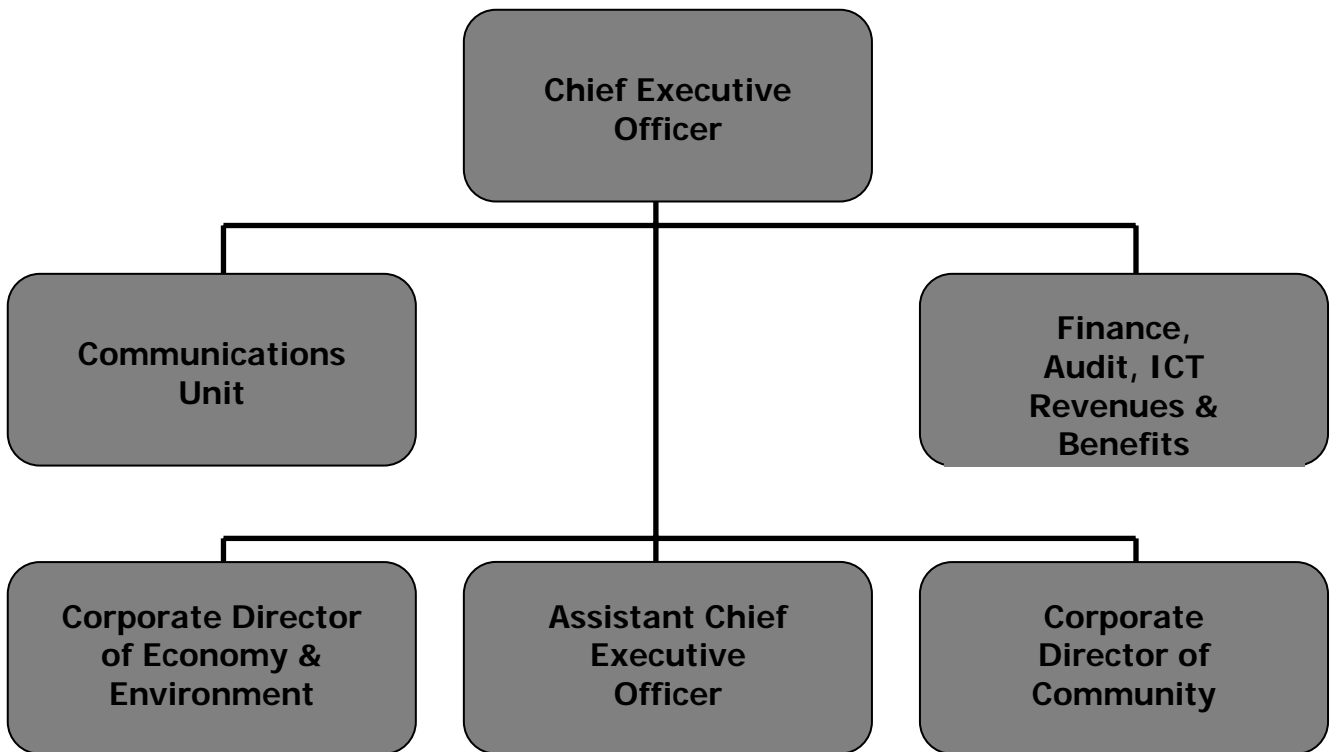 Chief Executive
Officer
Communications
Unit
Finance,
Audit, ICT
Revenues &
Benefits
Corporate Director
of Economy &
Environment
Assistant Chief
Executive
Officer
Corporate
Director of
Community